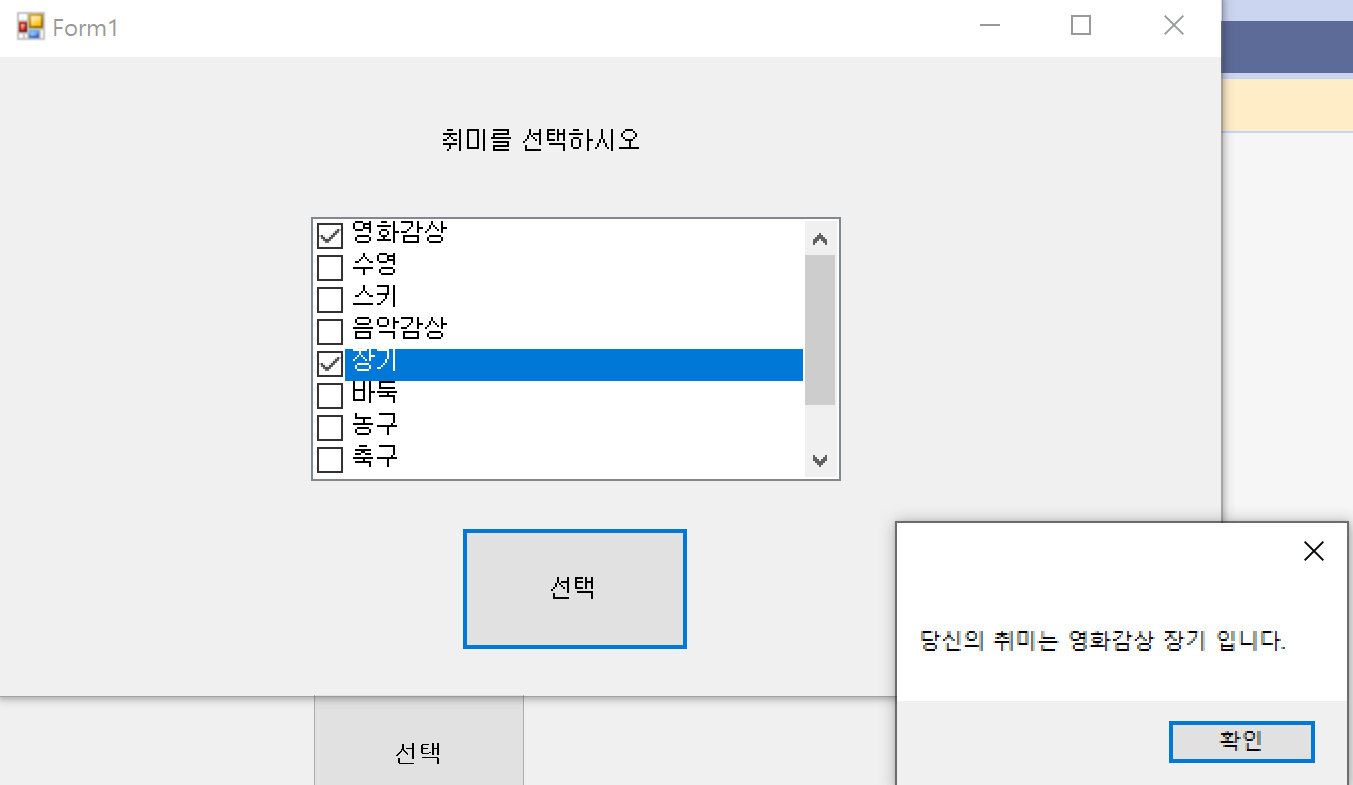 Form1
취미를 선택하시오
영화감상
수영
스키
음악감상
장기
바둑
농구
축구
선택
당신의 취미는 영화감상 장기 입니다.
확인
선택